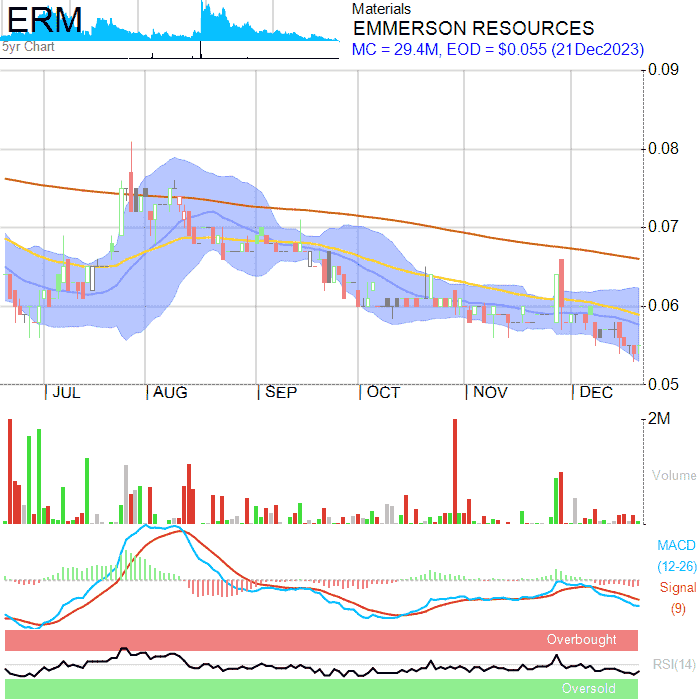 ERM
5yr Chart
Materials
EMMERSON RESOURCES
MC = 29.4M, EOD = $0.055 (21Dec2023)
0.09
0.08
0.07
0.06
0.05
JUL AUG SEP OCT NOV DEC
2M
Volume
MACD
(12-26)
Signal
(9)
Overbought
RSI(14)
Oversold